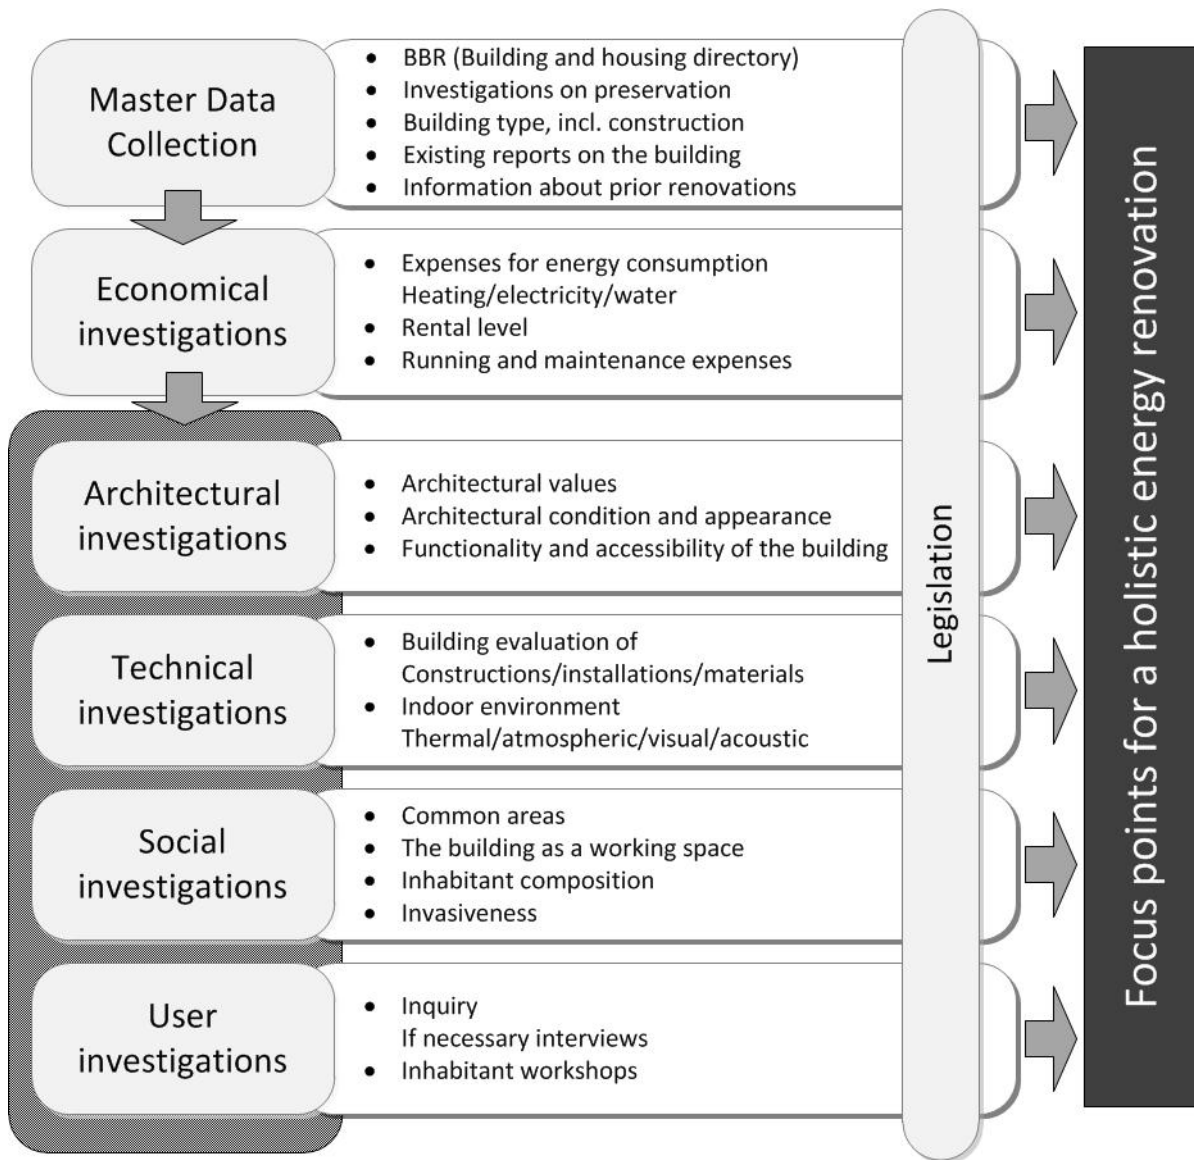 Master Data
Collection
• BBR (Building and housing directory)
• Investigations on preservation
• Building type, incl. construction
• Existing reports on the building
• Information about prior renovations
Economical
investigations
• Expenses for energy consumption
Heating/electricity/water
• Rental level
• Running and maintenance expenses
Architectural
investigations
• Architectural values
• Architectural condition and appearance
• Functionality and accessibility of the building
Technical
investigations
• Building evaluation of
Constructions/installations/materials
• Indoor environment
Thermal/atmospheric/visual/acoustic
Social
investigations
• Common areas
• The building as a working space
• Inhabitant composition
• Invasiveness
User
investigations
• Inquiry
If necessary interviews
• Inhabitant workshops
Legislation
Focus points for a holistic energy renovation